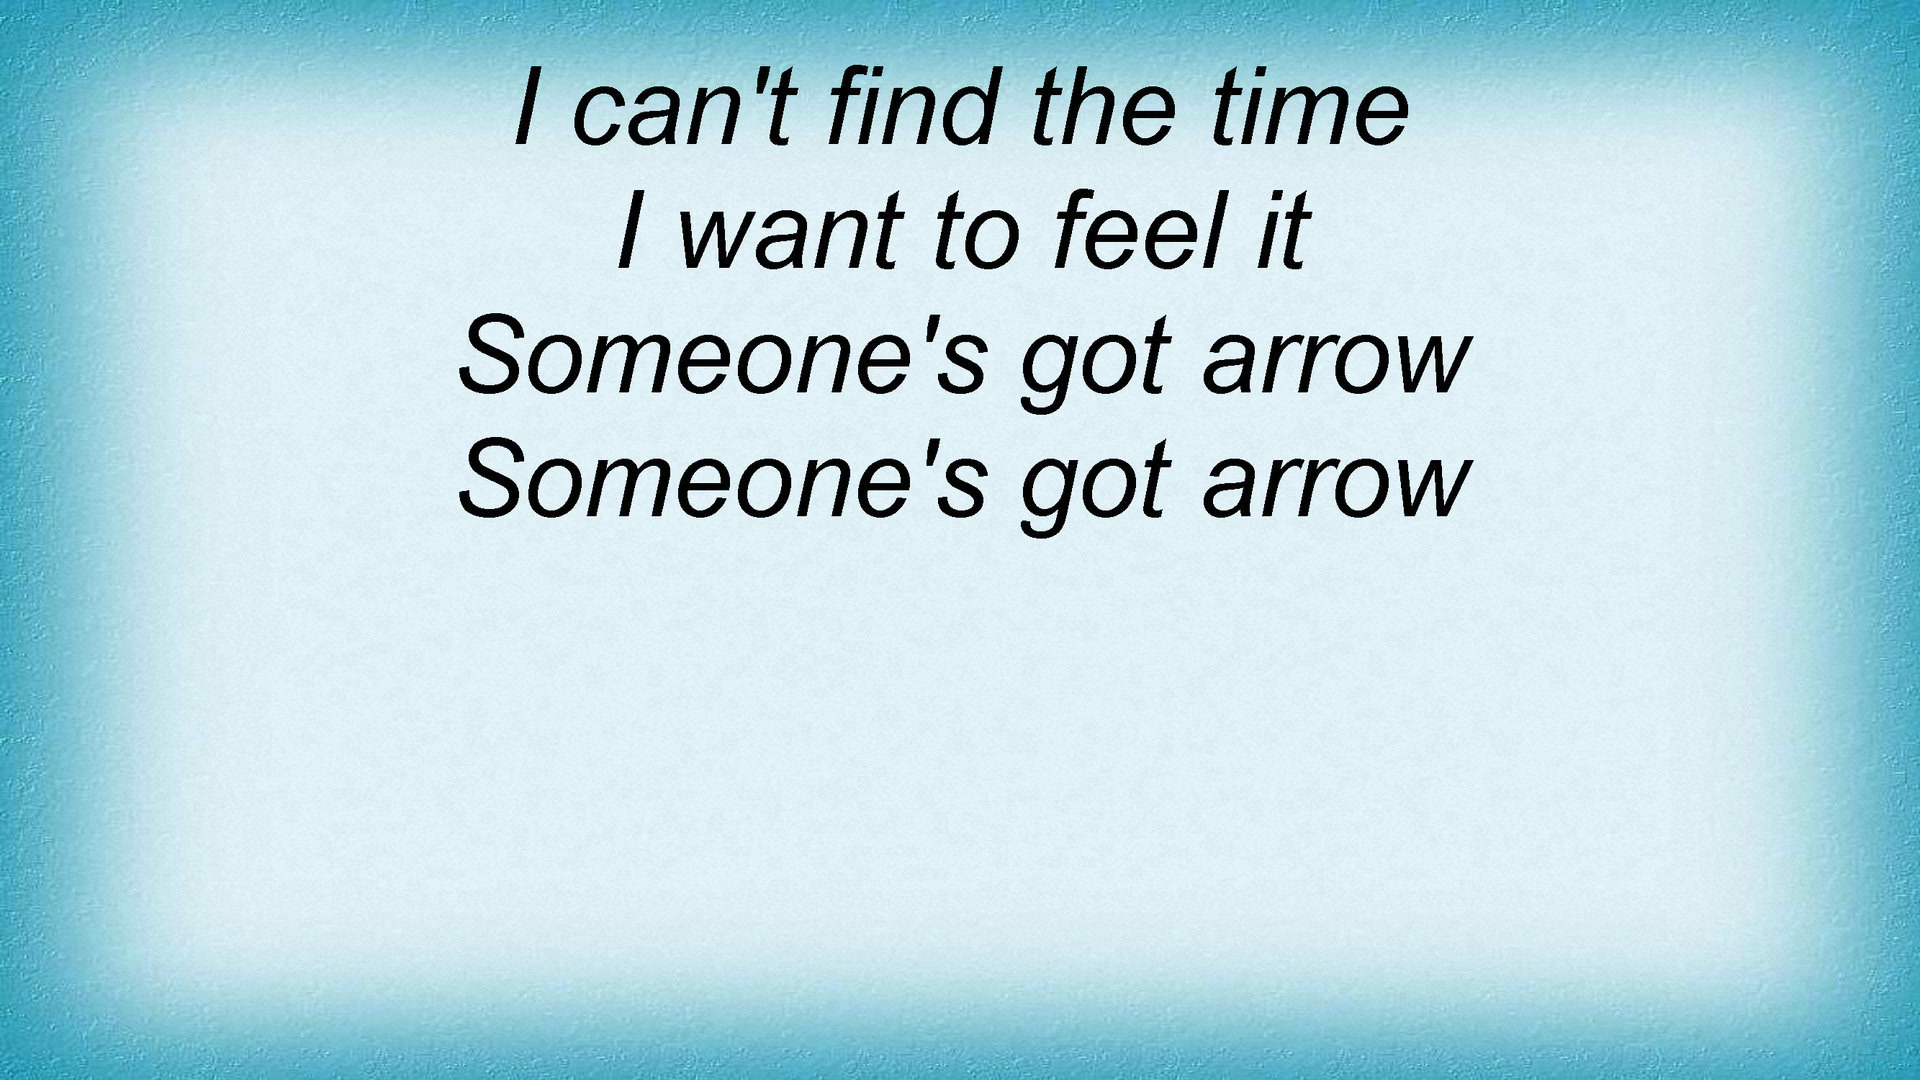 I can't find the time
I want to feel it
Someone's got arrow
Someone's got arrow